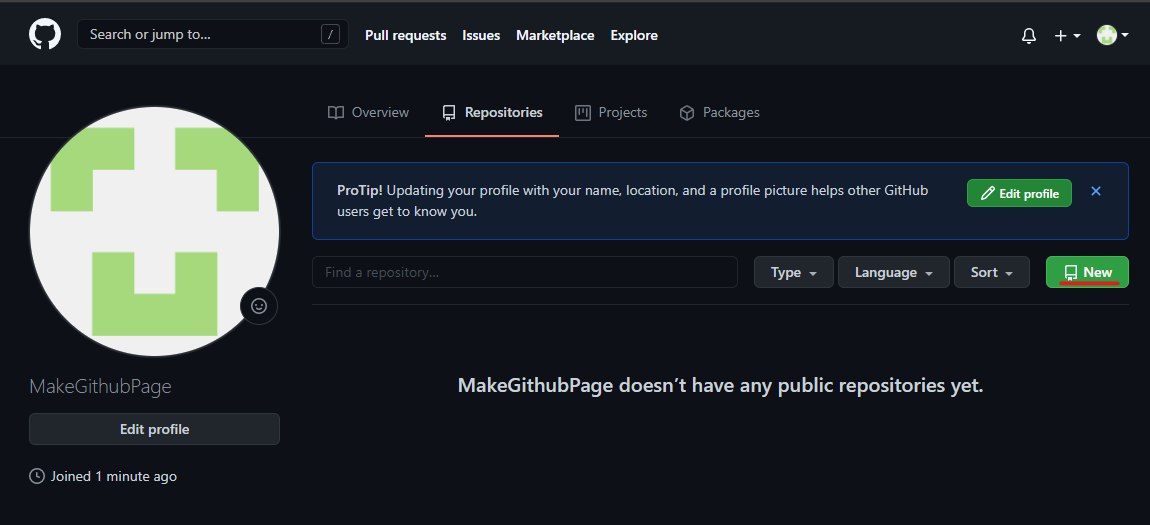 Search or jump to... /
Pull requests Issues Marketplace Explore
Overview Repositories Projects Packages
ProTip! Updating your profile with your name, location, and a profile picture helps other GitHub
users get to know you.
Edit profile
Find a repository...
Type Language Sort New
MakeGithubPage doesn’t have any public repositories yet.
MakeGithubPage
Edit profile
Joined 1 minute ago